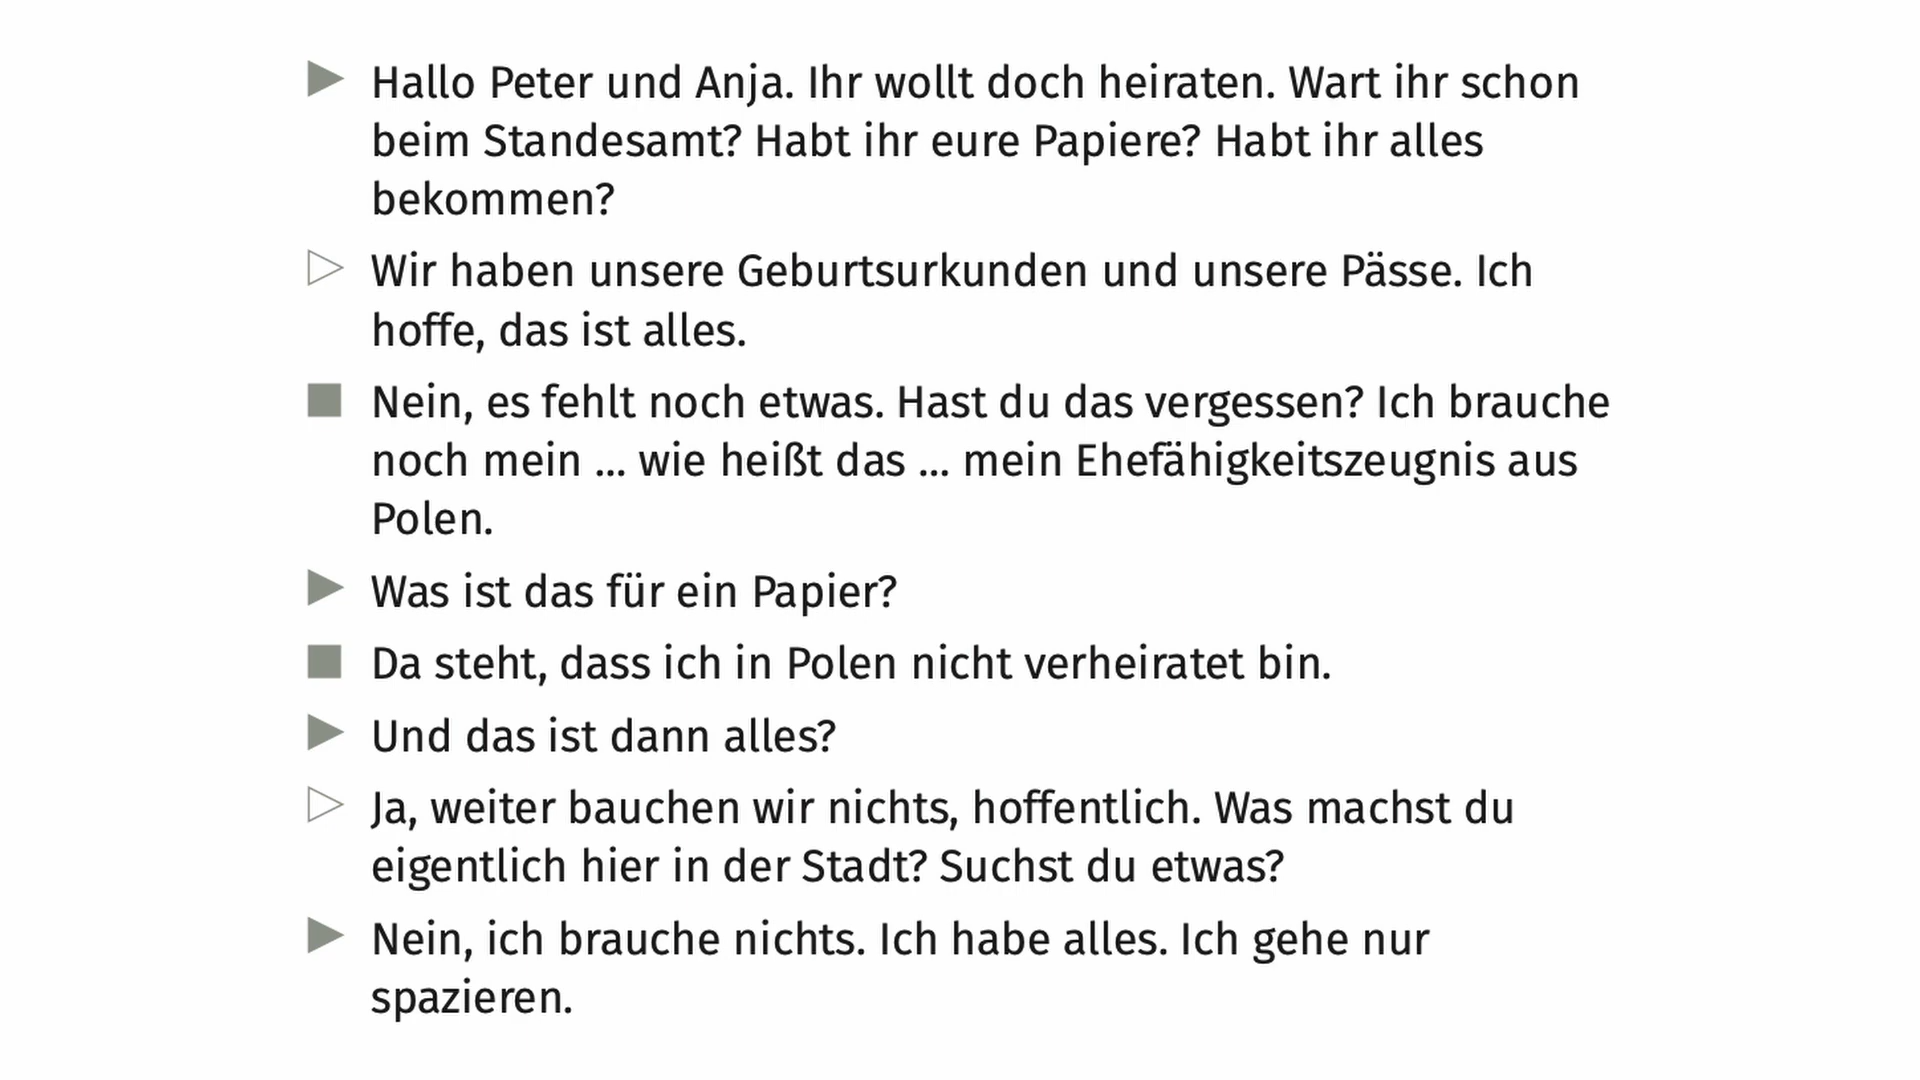 Hallo Peter und Anja. Ihr wollt doch heiraten. Wart ihr schon
beim Standesamt? Habt ihr eure Papiere? Habt ihr alles
bekommen?
Wir haben unsere Geburtsurkunden und unsere Pässe. Ich
hoffe, das ist alles.
Nein, es fehlt noch etwas. Hast du das vergessen? Ich brauche
noch mein ... wie heißt das ... mein Ehefähigkeitszeugnis aus
Polen.
Was ist das für ein Papier?
Da steht, dass ich in Polen nicht verheiratet bin.
Und das ist dann alles?
Ja, weiter bauchen wir nichts, hoffentlich. Was machst du
eigentlich hier in der Stadt? Suchst du etwas?
Nein, ich brauche nichts. Ich habe alles. Ich gehe nur
spazieren.